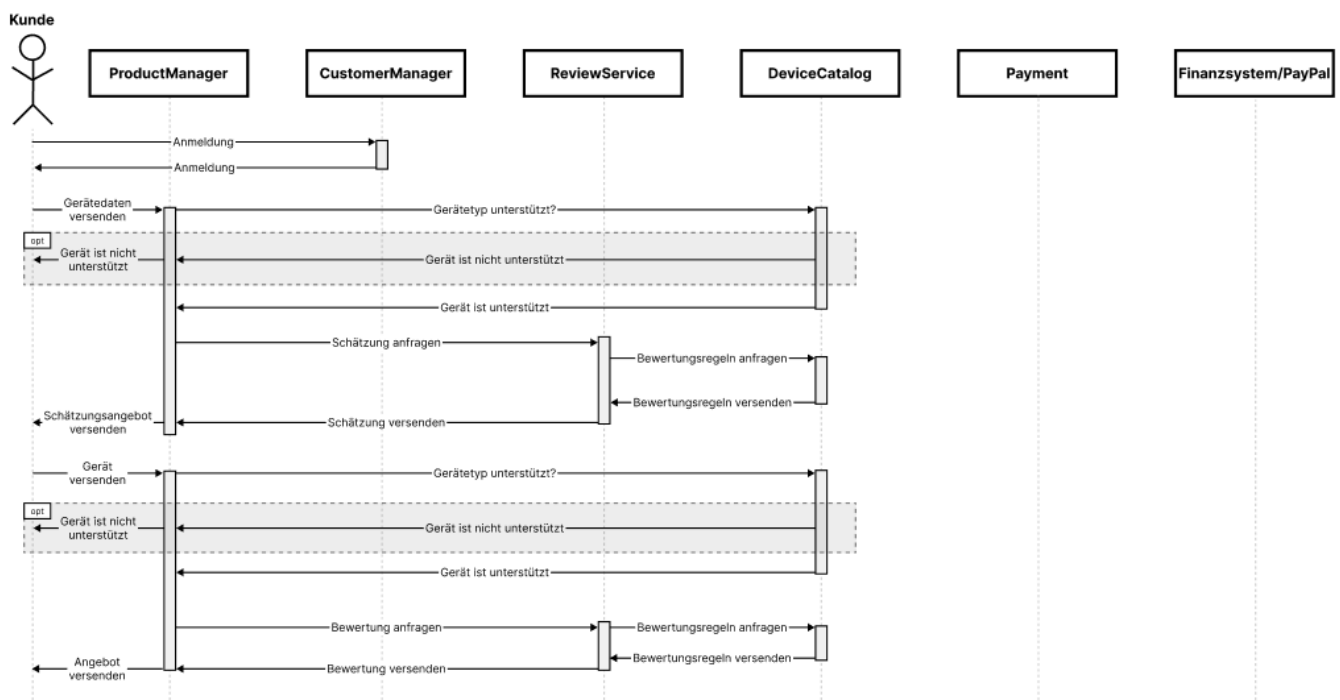 Kunde
ProductManager
CustomerManager
ReviewService
DeviceCatalog
Payment
Finanzsystem/PayPal
Anmeldung
Anmeldung
Gerätedaten
versenden
Gerätetyp unterstützt?
opt
Gerät ist nicht
unterstützt
Gerät ist nicht unterstützt
Gerät ist unterstützt
Schätzung anfragen
Bewertungsregeln anfragen
Bewertungsregeln versenden
Schätzungsangebot
versenden
Schätzung versenden
Gerät
versenden
Gerätetyp unterstützt?
opt
Gerät ist nicht
unterstützt
Gerät ist nicht unterstützt
Gerät ist unterstützt
Bewertung anfragen
Bewertungsregeln anfragen
Bewertungsregeln versenden
Angebot
versenden
Bewertung versenden